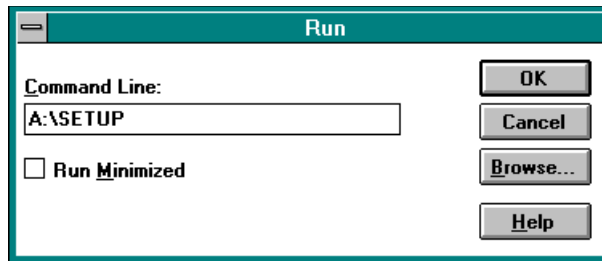 Run
Command Line:
A:\SETUP
Run Minimized
OK
Cancel
Browse...
Help